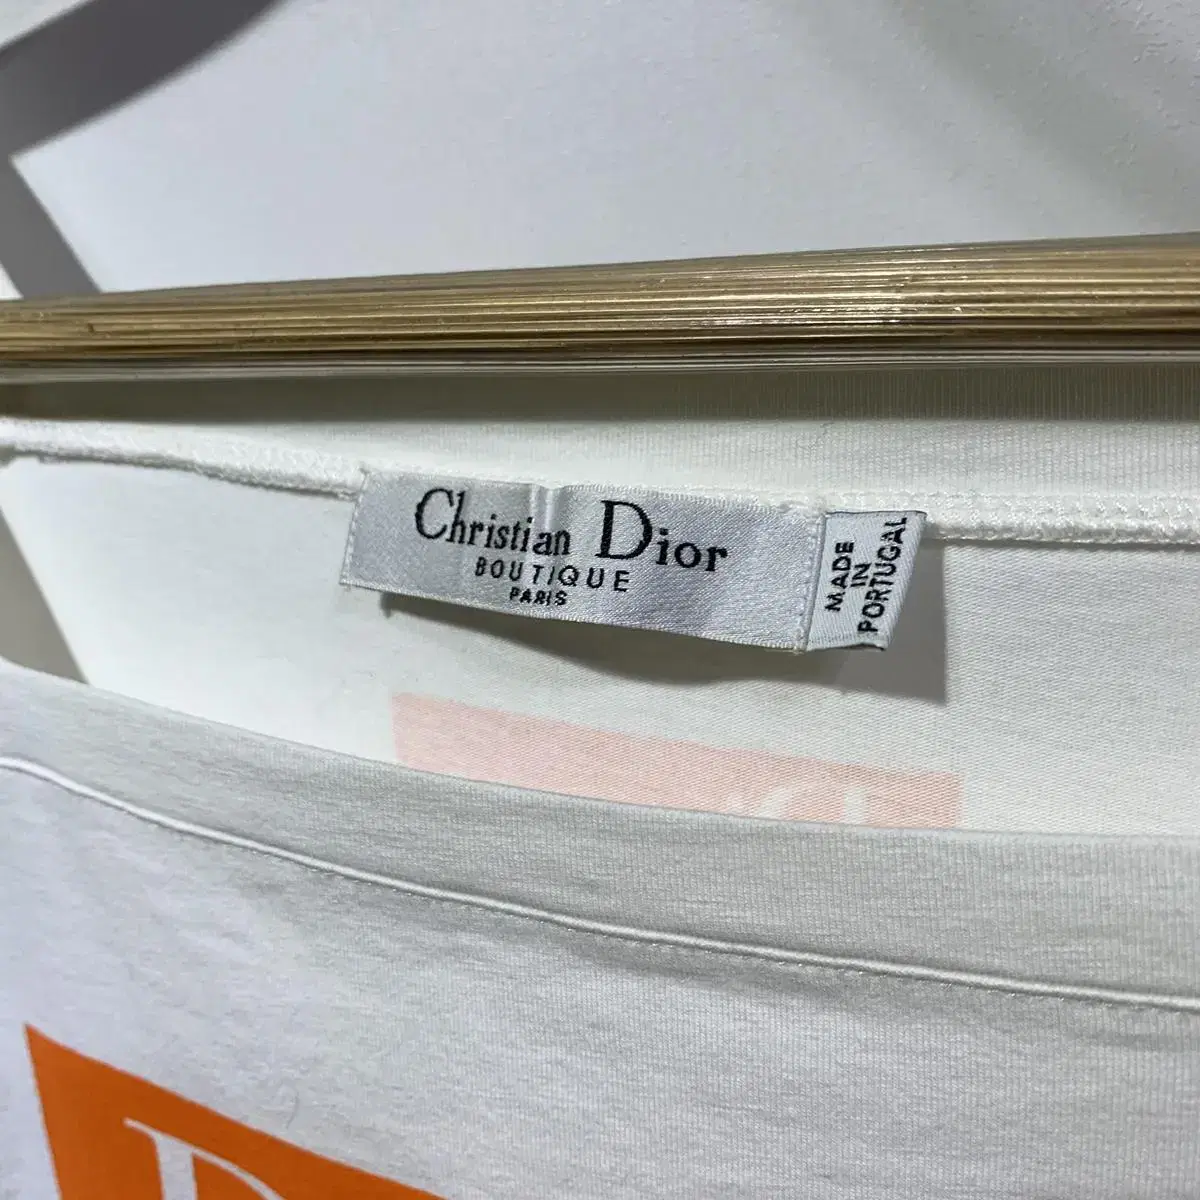 Christian Dior
BOUTIQUE
PARIS
MADE
IN
PORTUGAL